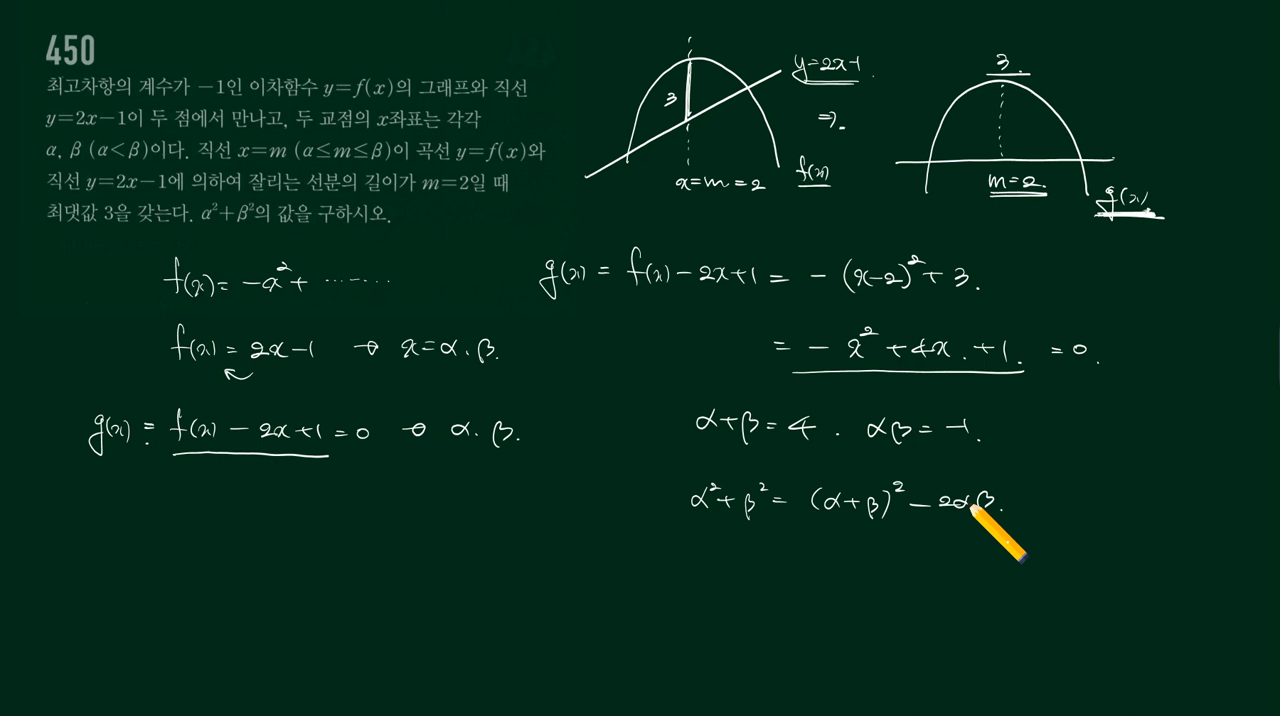 450
최고차항의 계수가 −1인 이차함수 y=f(x)의 그래프와 직선
y=2x−1이 두 점에서 만나고, 두 교점의 x좌표는 각각
α, β (α<β)이다. 직선 x=m (α≤m≤β)이 곡선 y=f(x)와
직선 y=2x−1에 의하여 잘리는 선분의 길이가 m=2일 때
최댓값 3을 갖는다. α²+β²의 값을 구하시오.
y=2x-1
3
⇒
x=m=2
f(x)
3
m=2
g(x)
f(x)= -x²+ ⋯⋯
f(x)=2x-1 → x=α, β
g(x)= f(x)-2x+1=0 → α, β
g(x) = f(x)-2x+1 = -(x-2)²+3.
= -x²+4x+1 =0.
α+β=4. αβ=-1.
α²+β²= (α+β)²-2αβ.